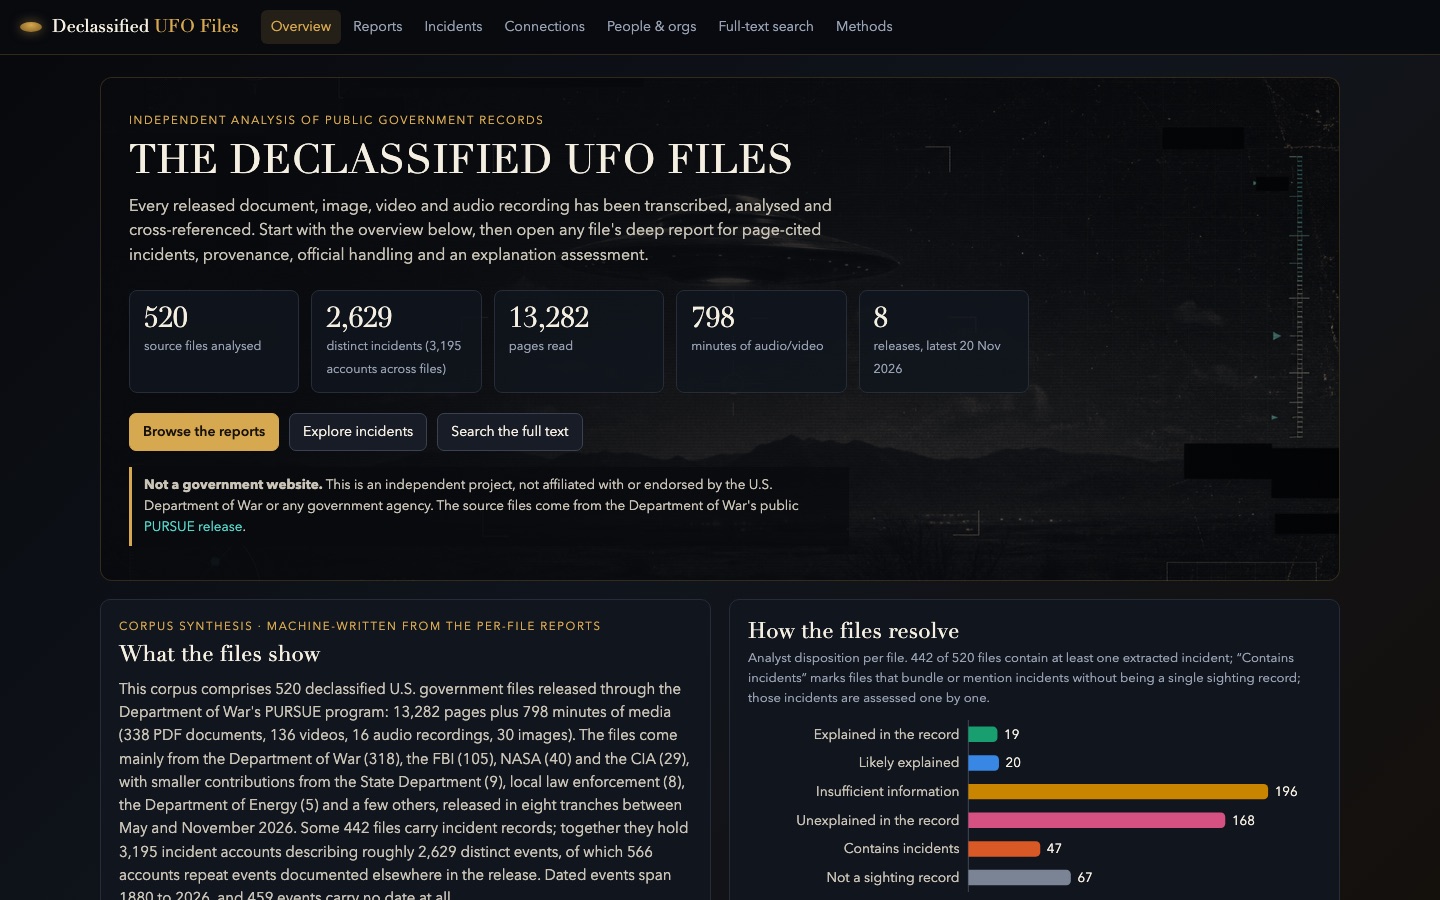 Declassified UFO Files
Overview
Reports
Incidents
Connections
People & orgs
Full-text search
Methods
INDEPENDENT ANALYSIS OF PUBLIC GOVERNMENT RECORDS
THE DECLASSIFIED UFO FILES
Every released document, image, video and audio recording has been transcribed, analysed and
cross-referenced. Start with the overview below, then open any file's deep report for page-cited
incidents, provenance, official handling and an explanation assessment.
520
source files analysed
2,629
distinct incidents (3,195
accounts across files)
13,282
pages read
798
minutes of audio/video
8
releases, latest 20 Nov
2026
Browse the reports
Explore incidents
Search the full text
Not a government website. This is an independent project, not affiliated with or endorsed by the U.S.
Department of War or any government agency. The source files come from the Department of War's public
PURSUE release.
CORPUS SYNTHESIS · MACHINE-WRITTEN FROM THE PER-FILE REPORTS
What the files show
This corpus comprises 520 declassified U.S. government files released through the
Department of War's PURSUE program: 13,282 pages plus 798 minutes of media
(338 PDF documents, 136 videos, 16 audio recordings, 30 images). The files come
mainly from the Department of War (318), the FBI (105), NASA (40) and the CIA (29),
with smaller contributions from the State Department (9), local law enforcement (8),
the Department of Energy (5) and a few others, released in eight tranches between
May and November 2026. Some 442 files carry incident records; together they hold
3,195 incident accounts describing roughly 2,629 distinct events, of which 566
accounts repeat events documented elsewhere in the release. Dated events span
1880 to 2026, and 459 events carry no date at all.
How the files resolve
Analyst disposition per file. 442 of 520 files contain at least one extracted incident; “Contains
incidents” marks files that bundle or mention incidents without being a single sighting record;
those incidents are assessed one by one.
Explained in the record 19
Likely explained 20
Insufficient information 196
Unexplained in the record 168
Contains incidents 47
Not a sighting record 67